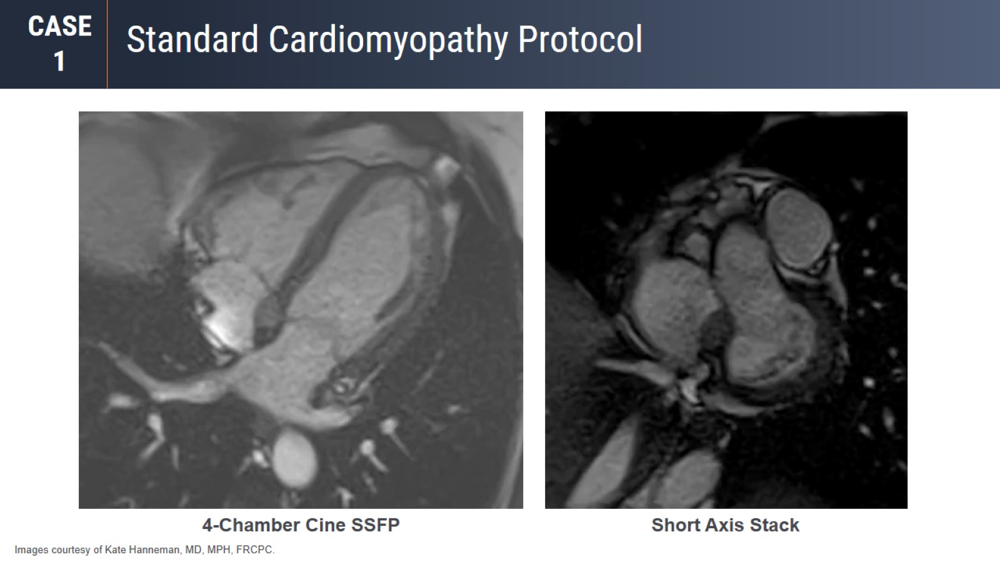 CASE
1
Standard Cardiomyopathy Protocol
4-Chamber Cine SSFP
Short Axis Stack
Images courtesy of Kate Hanneman, MD, MPH, FRCPC.